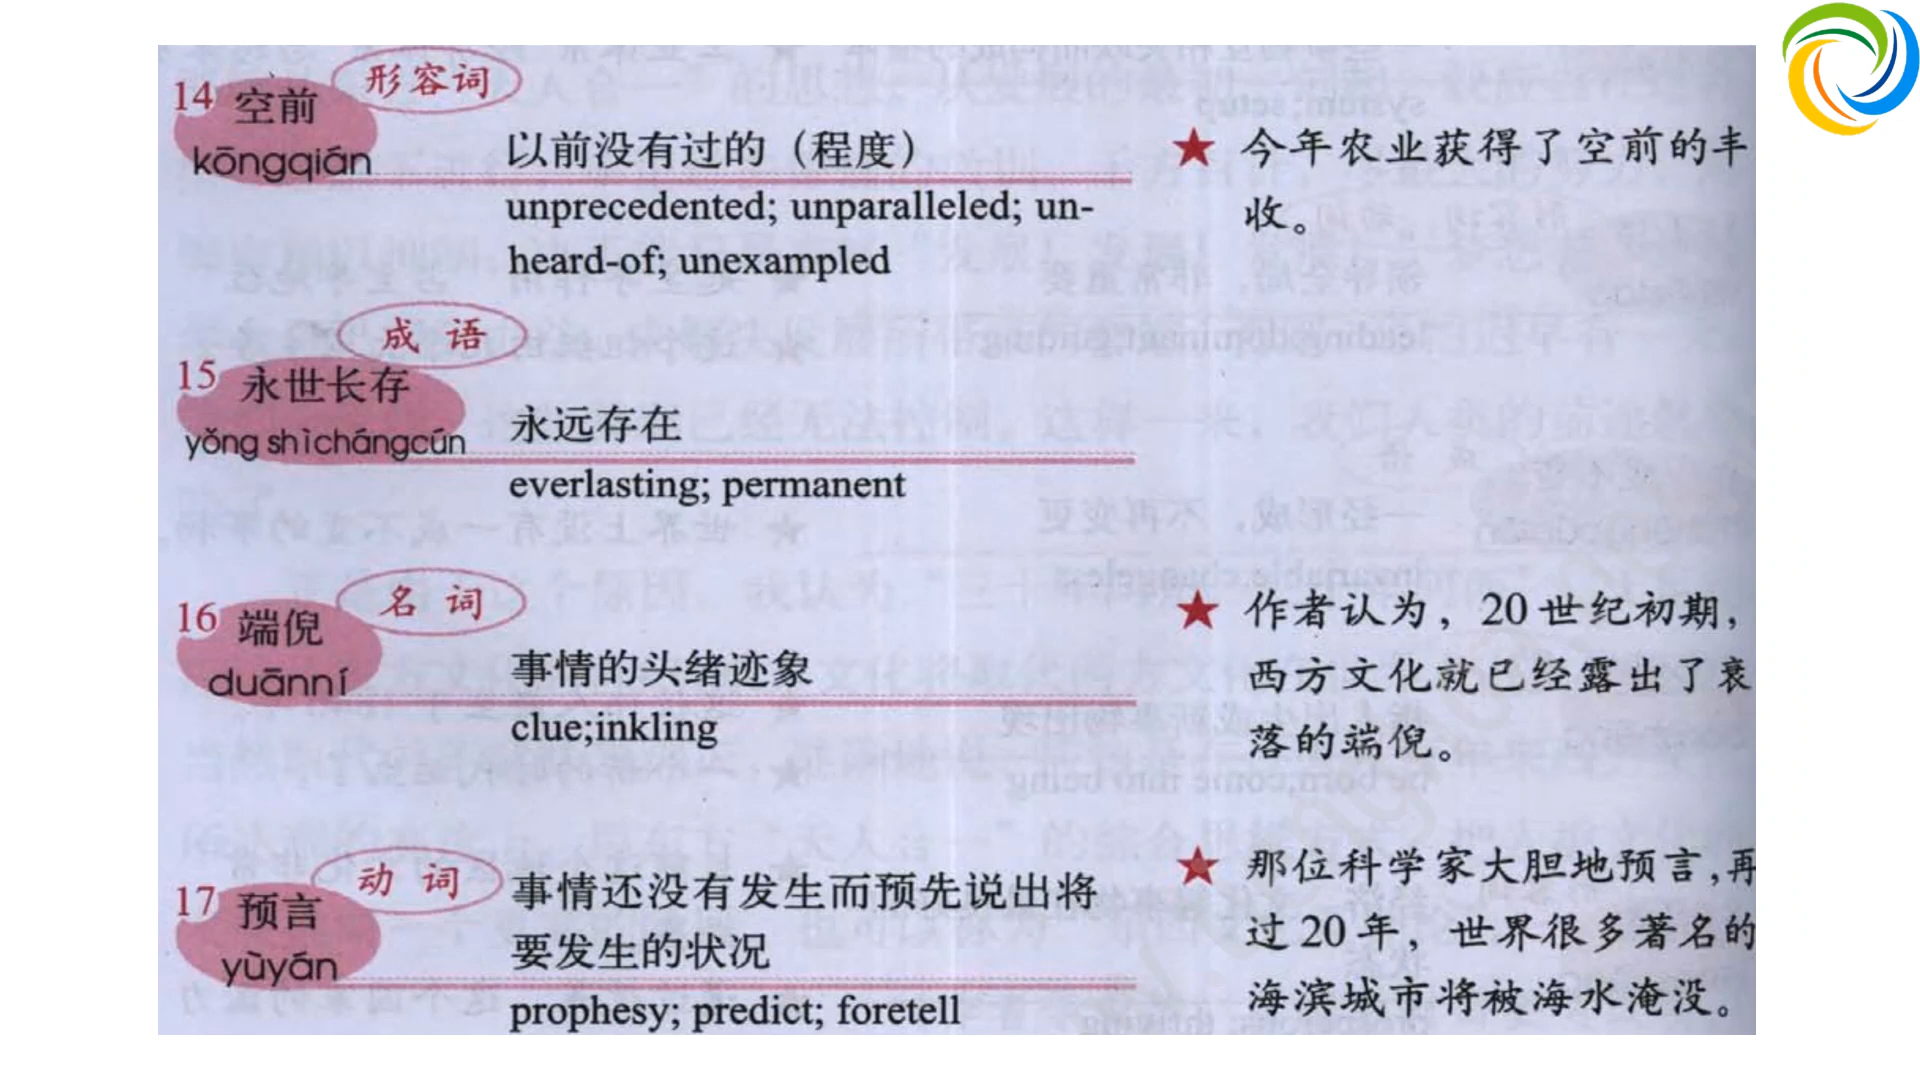 14 空前 形容词
kōngqián
以前没有过的（程度）
unprecedented; unparalleled; un-
heard-of; unexampled
★ 今年农业获得了空前的丰
收。
15 永世长存 成语
yǒng shìchángcún
永远存在
everlasting; permanent
16 端倪 名词
duānní
事情的头绪迹象
clue;inkling
★ 作者认为，20世纪初期，
西方文化就已经露出了衰
落的端倪。
17 预言 动词
yùyán
事情还没有发生而预先说出将
要发生的状况
prophesy; predict; foretell
★ 那位科学家大胆地预言，再
过20年，世界很多著名的
海滨城市将被海水淹没。